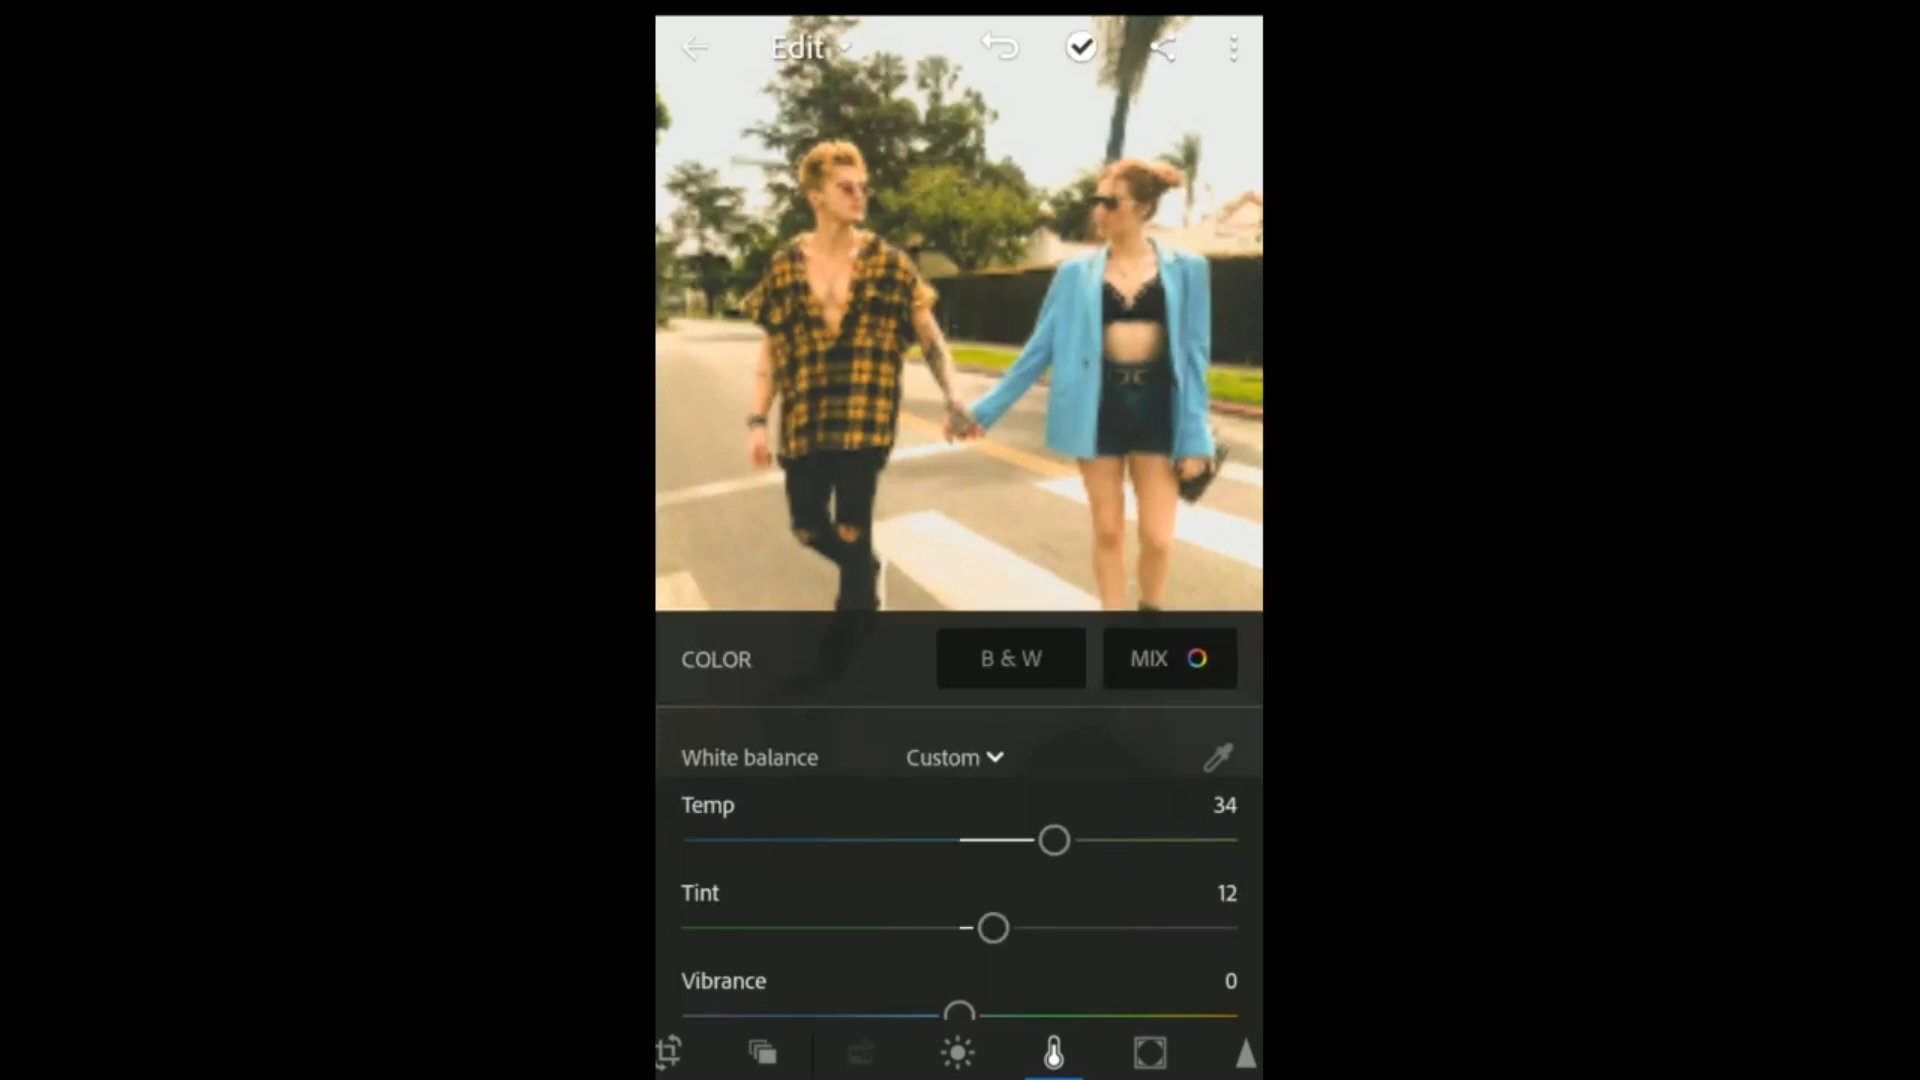 Edit
COLOR
B & W
MIX
White balance
Custom
Temp
34
Tint
12
Vibrance
0